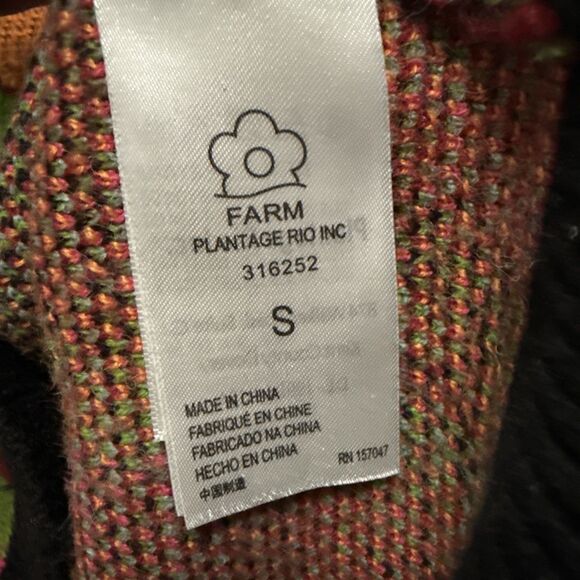 FARM
PLANTAGE RIO INC
316252
S
MADE IN CHINA
FABRIQUÉ EN CHINE
FABRICADO NA CHINA
HECHO EN CHINA
中国制造
RN 157047